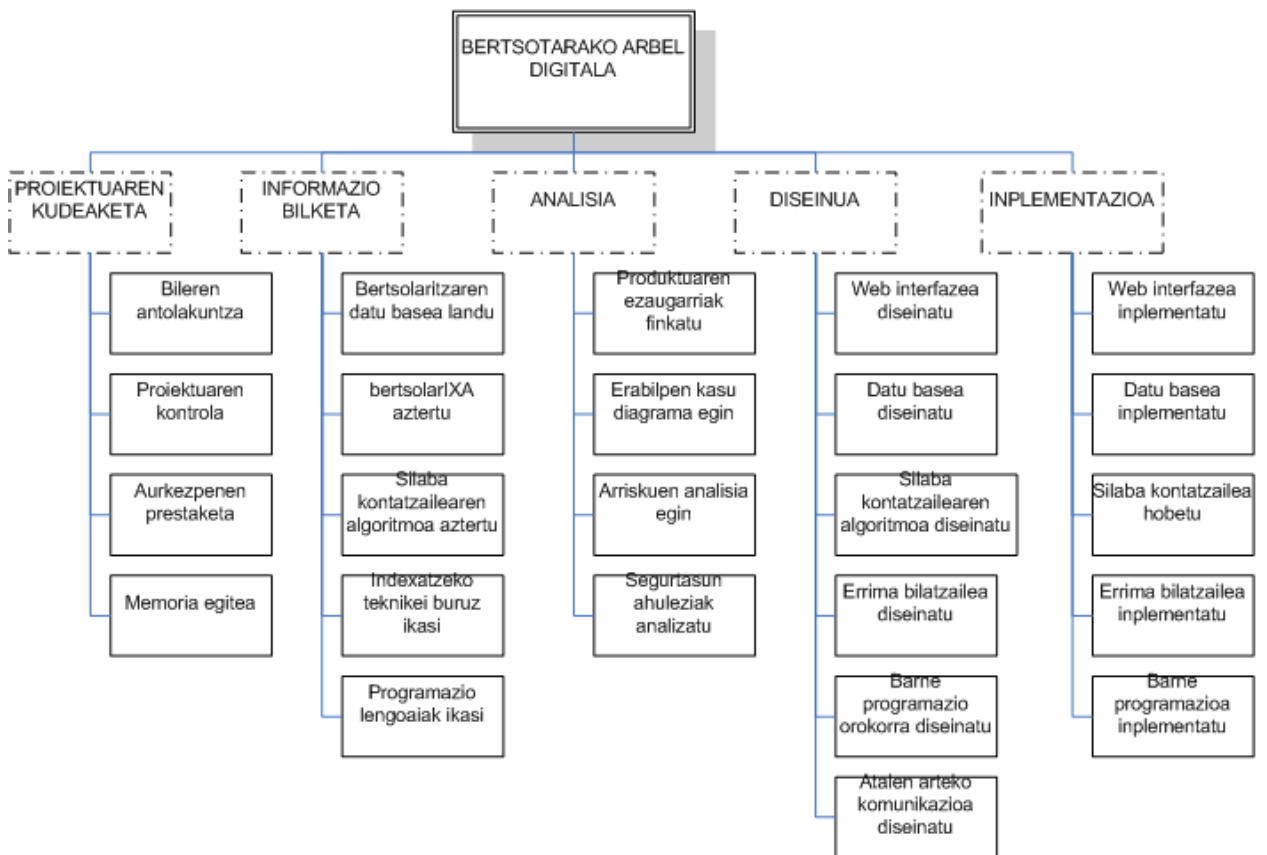 BERTSOTARAKO ARBEL
DIGITALA
PROIEKTUAREN
KUDEAKETA
Bileren
antolakuntza
Proiektuaren
kontrola
Aurkezpenen
prestaketa
Memoria egitea
INFORMAZIO
BILKETA
Bertsolaritzaren
datu basea landu
bertsolarIXA
aztertu
Silaba
kontatzailearen
algoritmoa aztertu
Indexatzeko
teknikei buruz
ikasi
Programazio
lengoaiak ikasi
ANALISIA
Produktuaren
ezaugarriak
finkatu
Erabilpen kasu
diagrama egin
Arriskuen analisia
egin
Segurtasun
ahuleziak
analizatu
DISEINUA
Web interfazea
diseinatu
Datu basea
diseinatu
Silaba
kontatzailearen
algoritmoa diseinatu
Errima bilatzailea
diseinatu
Barne
programazio
orokorra diseinatu
Atalen arteko
komunikazioa
diseinatu
INPLEMENTAZIOA
Web interfazea
inplementatu
Datu basea
inplementatu
Silaba kontatzailea
hobetu
Errima bilatzailea
inplementatu
Barne
programazioa
inplementatu